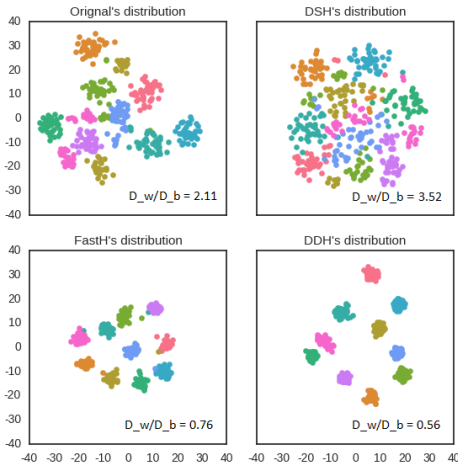 Orignal's distribution
DSH's distribution
40
30
20
10
0
-10
-20
-30
-40
D_w/D_b = 2.11
D_w/D_b = 3.52
FastH's distribution
DDH's distribution
40
30
20
10
0
-10
-20
-30
-40
D_w/D_b = 0.76
D_w/D_b = 0.56
-40 -30 -20 -10 0 10 20 30 40
-40 -30 -20 -10 0 10 20 30 40